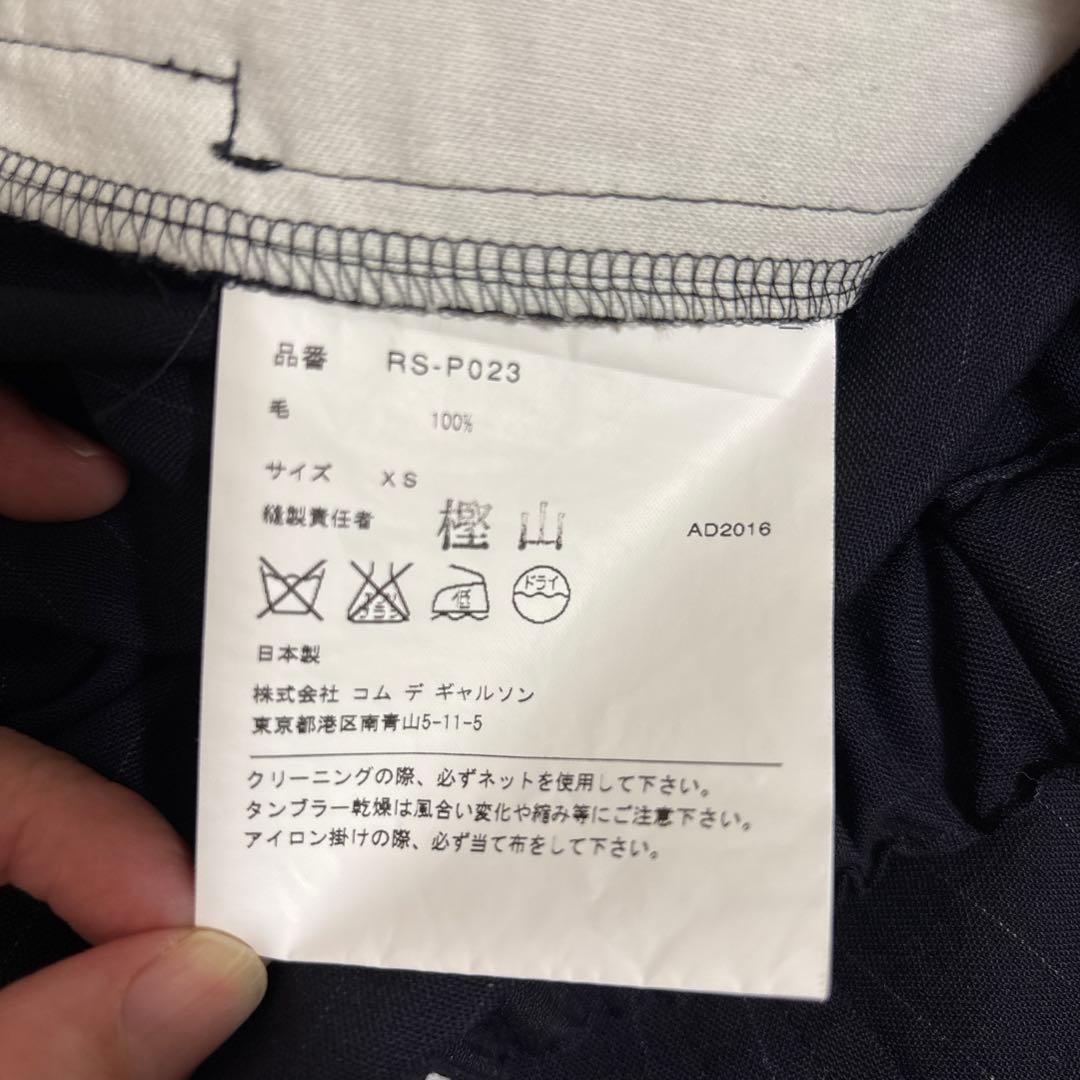 品番 RS-P023
毛 100%
サイズ XS
縫製責任者 樫山 AD2016
低 ドライ
日本製
株式会社 コム デ ギャルソン
東京都港区南青山5-11-5
クリーニングの際、必ずネットを使用して下さい。
タンブラー乾燥は風合い変化や縮み等にご注意下さい。
アイロン掛けの際、必ず当て布をして下さい。